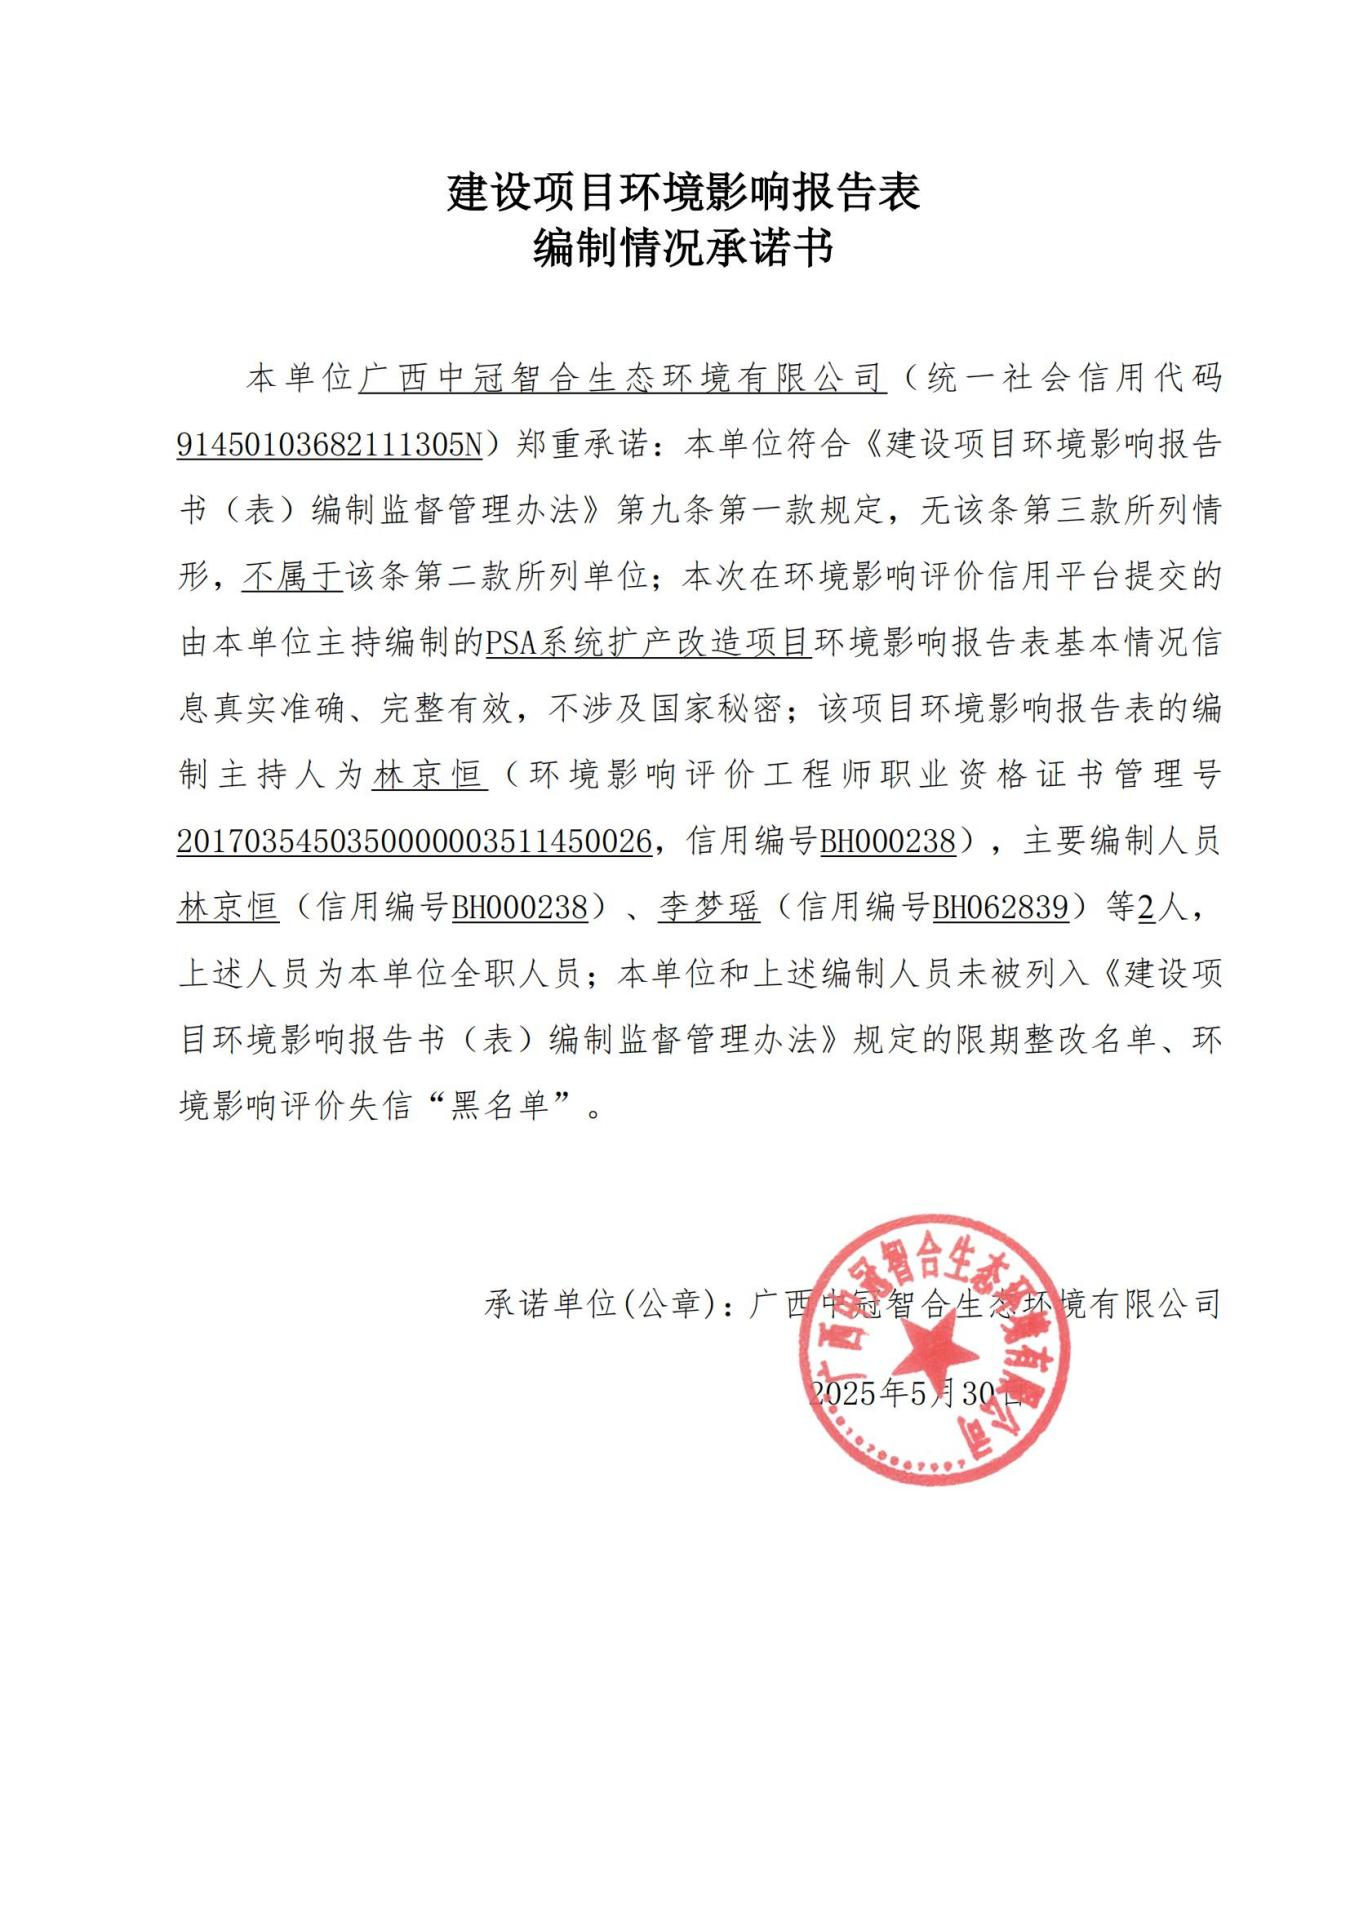 建设项目环境影响报告表
编制情况承诺书
本单位广西中冠智合生态环境有限公司（统一社会信用代码
91450103682111305N）郑重承诺：本单位符合《建设项目环境影响报告
书（表）编制监督管理办法》第九条第一款规定，无该条第三款所列情
形，不属于该条第二款所列单位；本次在环境影响评价信用平台提交的
由本单位主持编制的PSA系统扩产改造项目环境影响报告表基本情况信
息真实准确、完整有效，不涉及国家秘密；该项目环境影响报告表的编
制主持人为林京恒（环境影响评价工程师职业资格证书管理号
2017035450350000003511450026，信用编号BH000238），主要编制人员
林京恒（信用编号BH000238）、李梦瑶（信用编号BH062839）等2人，
上述人员为本单位全职人员；本单位和上述编制人员未被列入《建设项
目环境影响报告书（表）编制监督管理办法》规定的限期整改名单、环
境影响评价失信“黑名单”。
承诺单位(公章)：广西中冠智合生态环境有限公司
2025年5月30日
广西中冠智合生态环境有限公司